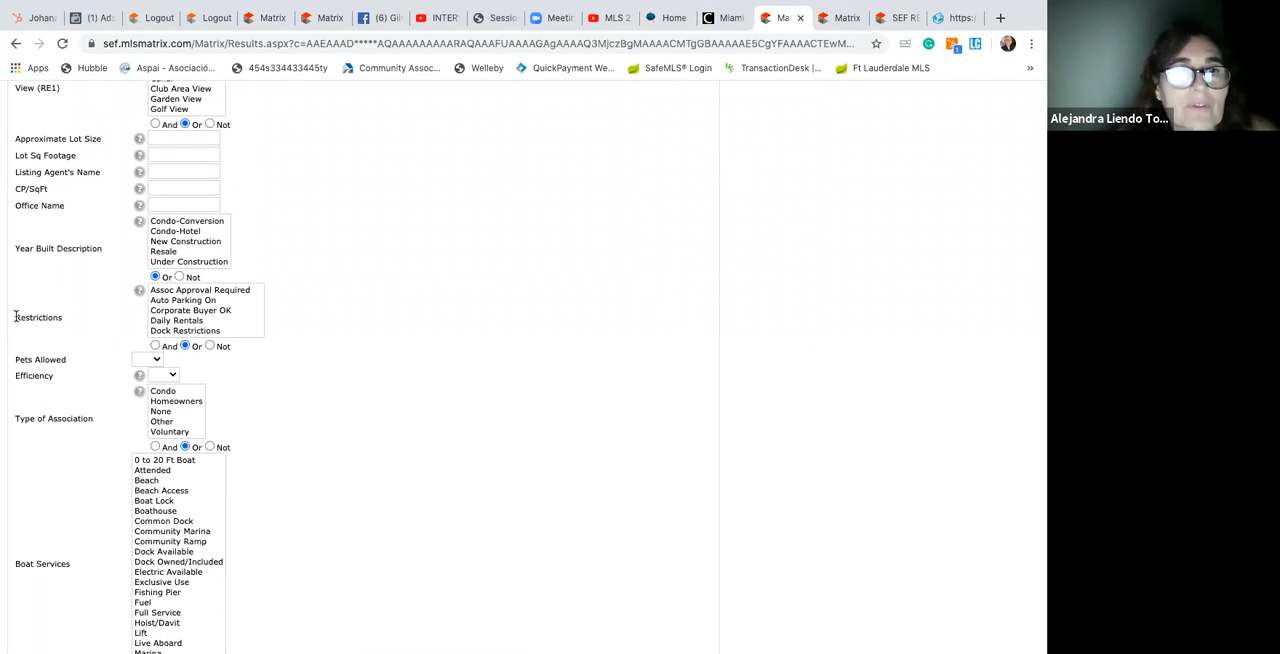 Johan
(1) Ads
Logout
Logout
Matrix
Matrix
(6) Gil
INTER
Sessio
Meetin
MLS 2
Home
Miami
Ma
Matrix
SEF RE
https:/
sef.mlsmatrix.com/Matrix/Results.aspx?c=AAEAAAD*****AQAAAAAAAAARAQAAAFUAAAAGAgAAAAQ3MjczBgMAAAACMTgGBAAAAAE5CgYFAAAACTEwM...
Apps
Hubble
Aspai - Asociació...
454s334433445ty
Community Assoc...
Welleby
QuickPayment We...
SafeMLS® Login
TransactionDesk |...
Ft Lauderdale MLS
»
Alejandra Liendo To...
View (RE1)
Club Area View
Garden View
Golf View
And Or Not
Approximate Lot Size
Lot Sq Footage
Listing Agent's Name
CP/SqFt
Office Name
Year Built Description
Condo-Conversion
Condo-Hotel
New Construction
Resale
Under Construction
Or Not
Restrictions
Assoc Approval Required
Auto Parking On
Corporate Buyer OK
Daily Rentals
Dock Restrictions
And Or Not
Pets Allowed
Efficiency
Type of Association
Condo
Homeowners
None
Other
Voluntary
And Or Not
Boat Services
0 to 20 Ft Boat
Attended
Beach
Beach Access
Boat Lock
Boathouse
Common Dock
Community Marina
Community Ramp
Dock Available
Dock Owned/Included
Electric Available
Exclusive Use
Fishing Pier
Fuel
Full Service
Hoist/Davit
Lift
Live Aboard
Marina